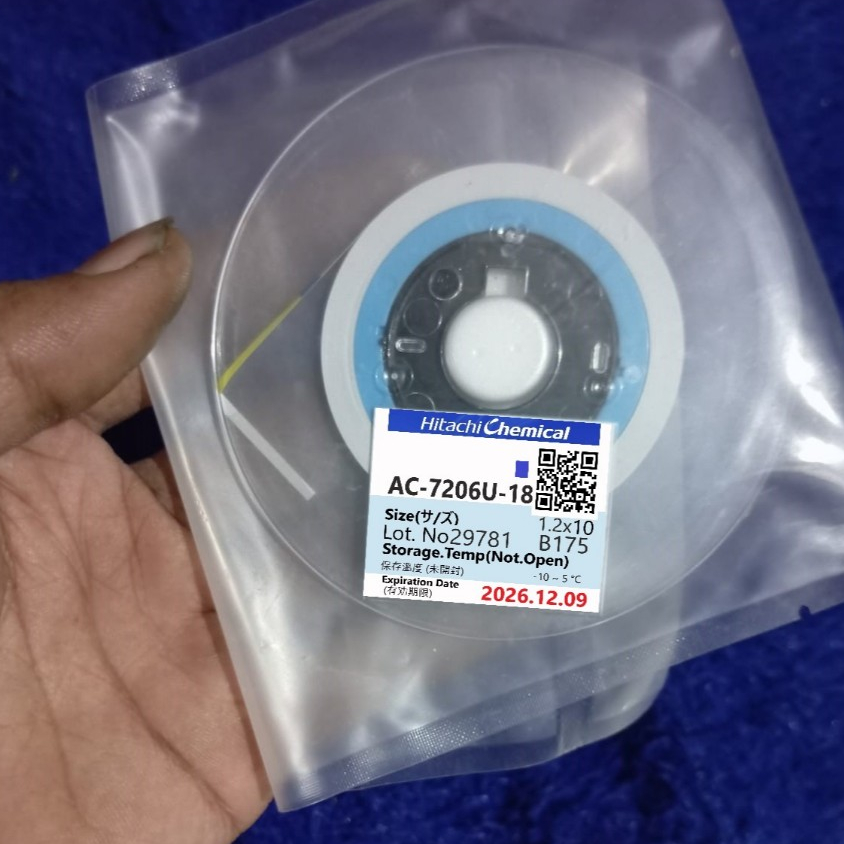 Hitachi Chemical
AC-7206U-18
Size(サイズ) 1.2x10
Lot. No29781 B175
Storage.Temp(Not.Open)
保存温度 (未開封) -10 ~ 5 °C
Expiration Date
(有効期限) 2026.12.09